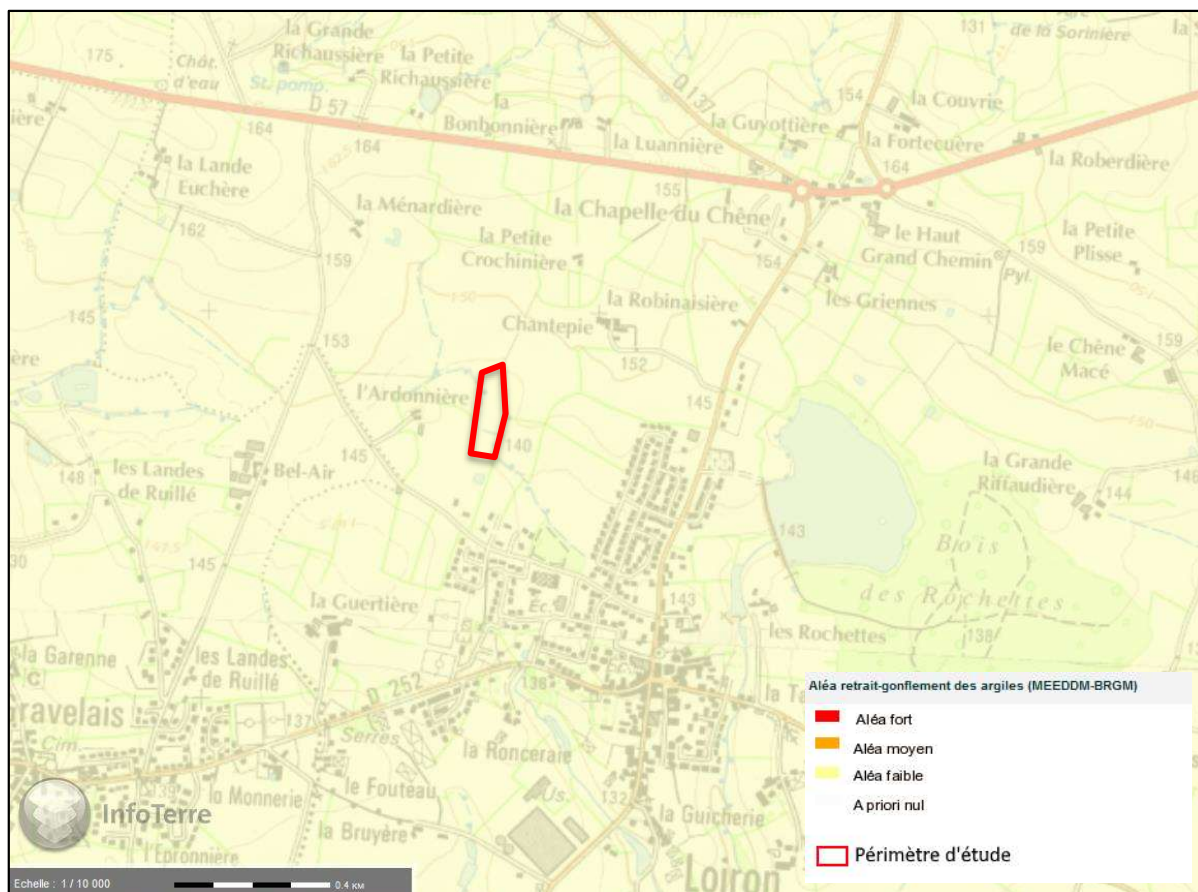 la Grande
Richaussière
la Petite
Richaussière
131
de la Sorinière
175
Chât.
d'eau
St. pomp.
D 57
164
164
la
Bonbonnière
la Luannière
D 137
154
la Couvrie
la Guyottière
la Fortecuère
164
la Roberdière
la Lande
Euchère
162
la Ménardière
159
155
la Chapelle du Chêne
la Petite
Crochinière
154
le Haut
Grand Chemin
Pyl.
159
la Petite
Plisse
les Griennes
la Robinaisière
Chantepie
152
145
153
l'Ardonnière
145
le Chêne
Macé
159
140
145
Bel-Air
148
les Landes
de Ruillé
la Grande
Riffaudière
144
146
143
Bois
des Rochettes
138
145
la Guertière
Ec.
143
les Rochettes
la Garenne
les Landes
de Ruillé
D 252
138
137
Serres
la Ronceraie
Cim.
139
la Monnerie
le Fouteau
Us.
132
la Guicherie
la Bruyère
l'Epronnière
Loiron
InfoTerre
Echelle : 1 / 10 000
0.4 KM
Aléa retrait-gonflement des argiles (MEEDDM-BRGM)
Aléa fort
Aléa moyen
Aléa faible
A priori nul
Périmètre d'étude